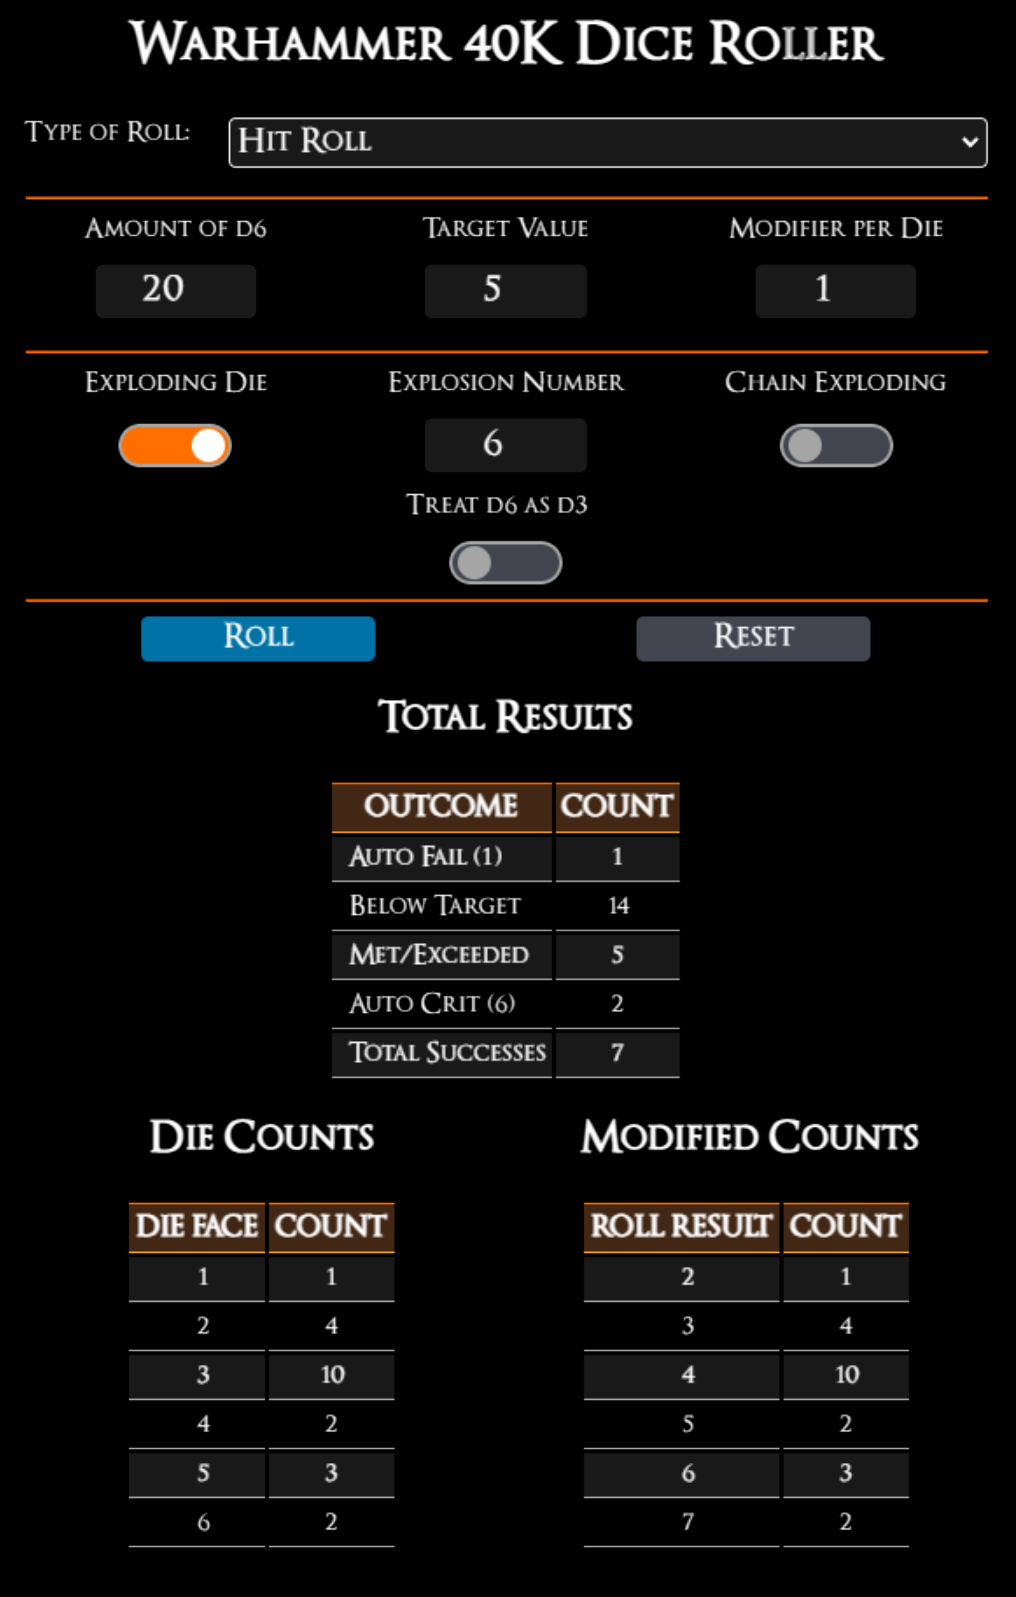 Warhammer 40K Dice Roller
Type of Roll:
Hit Roll
Amount of d6 Target Value Modifier per Die
20 5 1
Exploding Die Explosion Number Chain Exploding
6
Treat d6 as d3
Roll Reset
Total Results
OUTCOME COUNT
Auto Fail (1) 1
Below Target 14
Met/Exceeded 5
Auto Crit (6) 2
Total Successes 7
Die Counts
DIE FACE COUNT
1 1
2 4
3 10
4 2
5 3
6 2
Modified Counts
ROLL RESULT COUNT
2 1
3 4
4 10
5 2
6 3
7 2